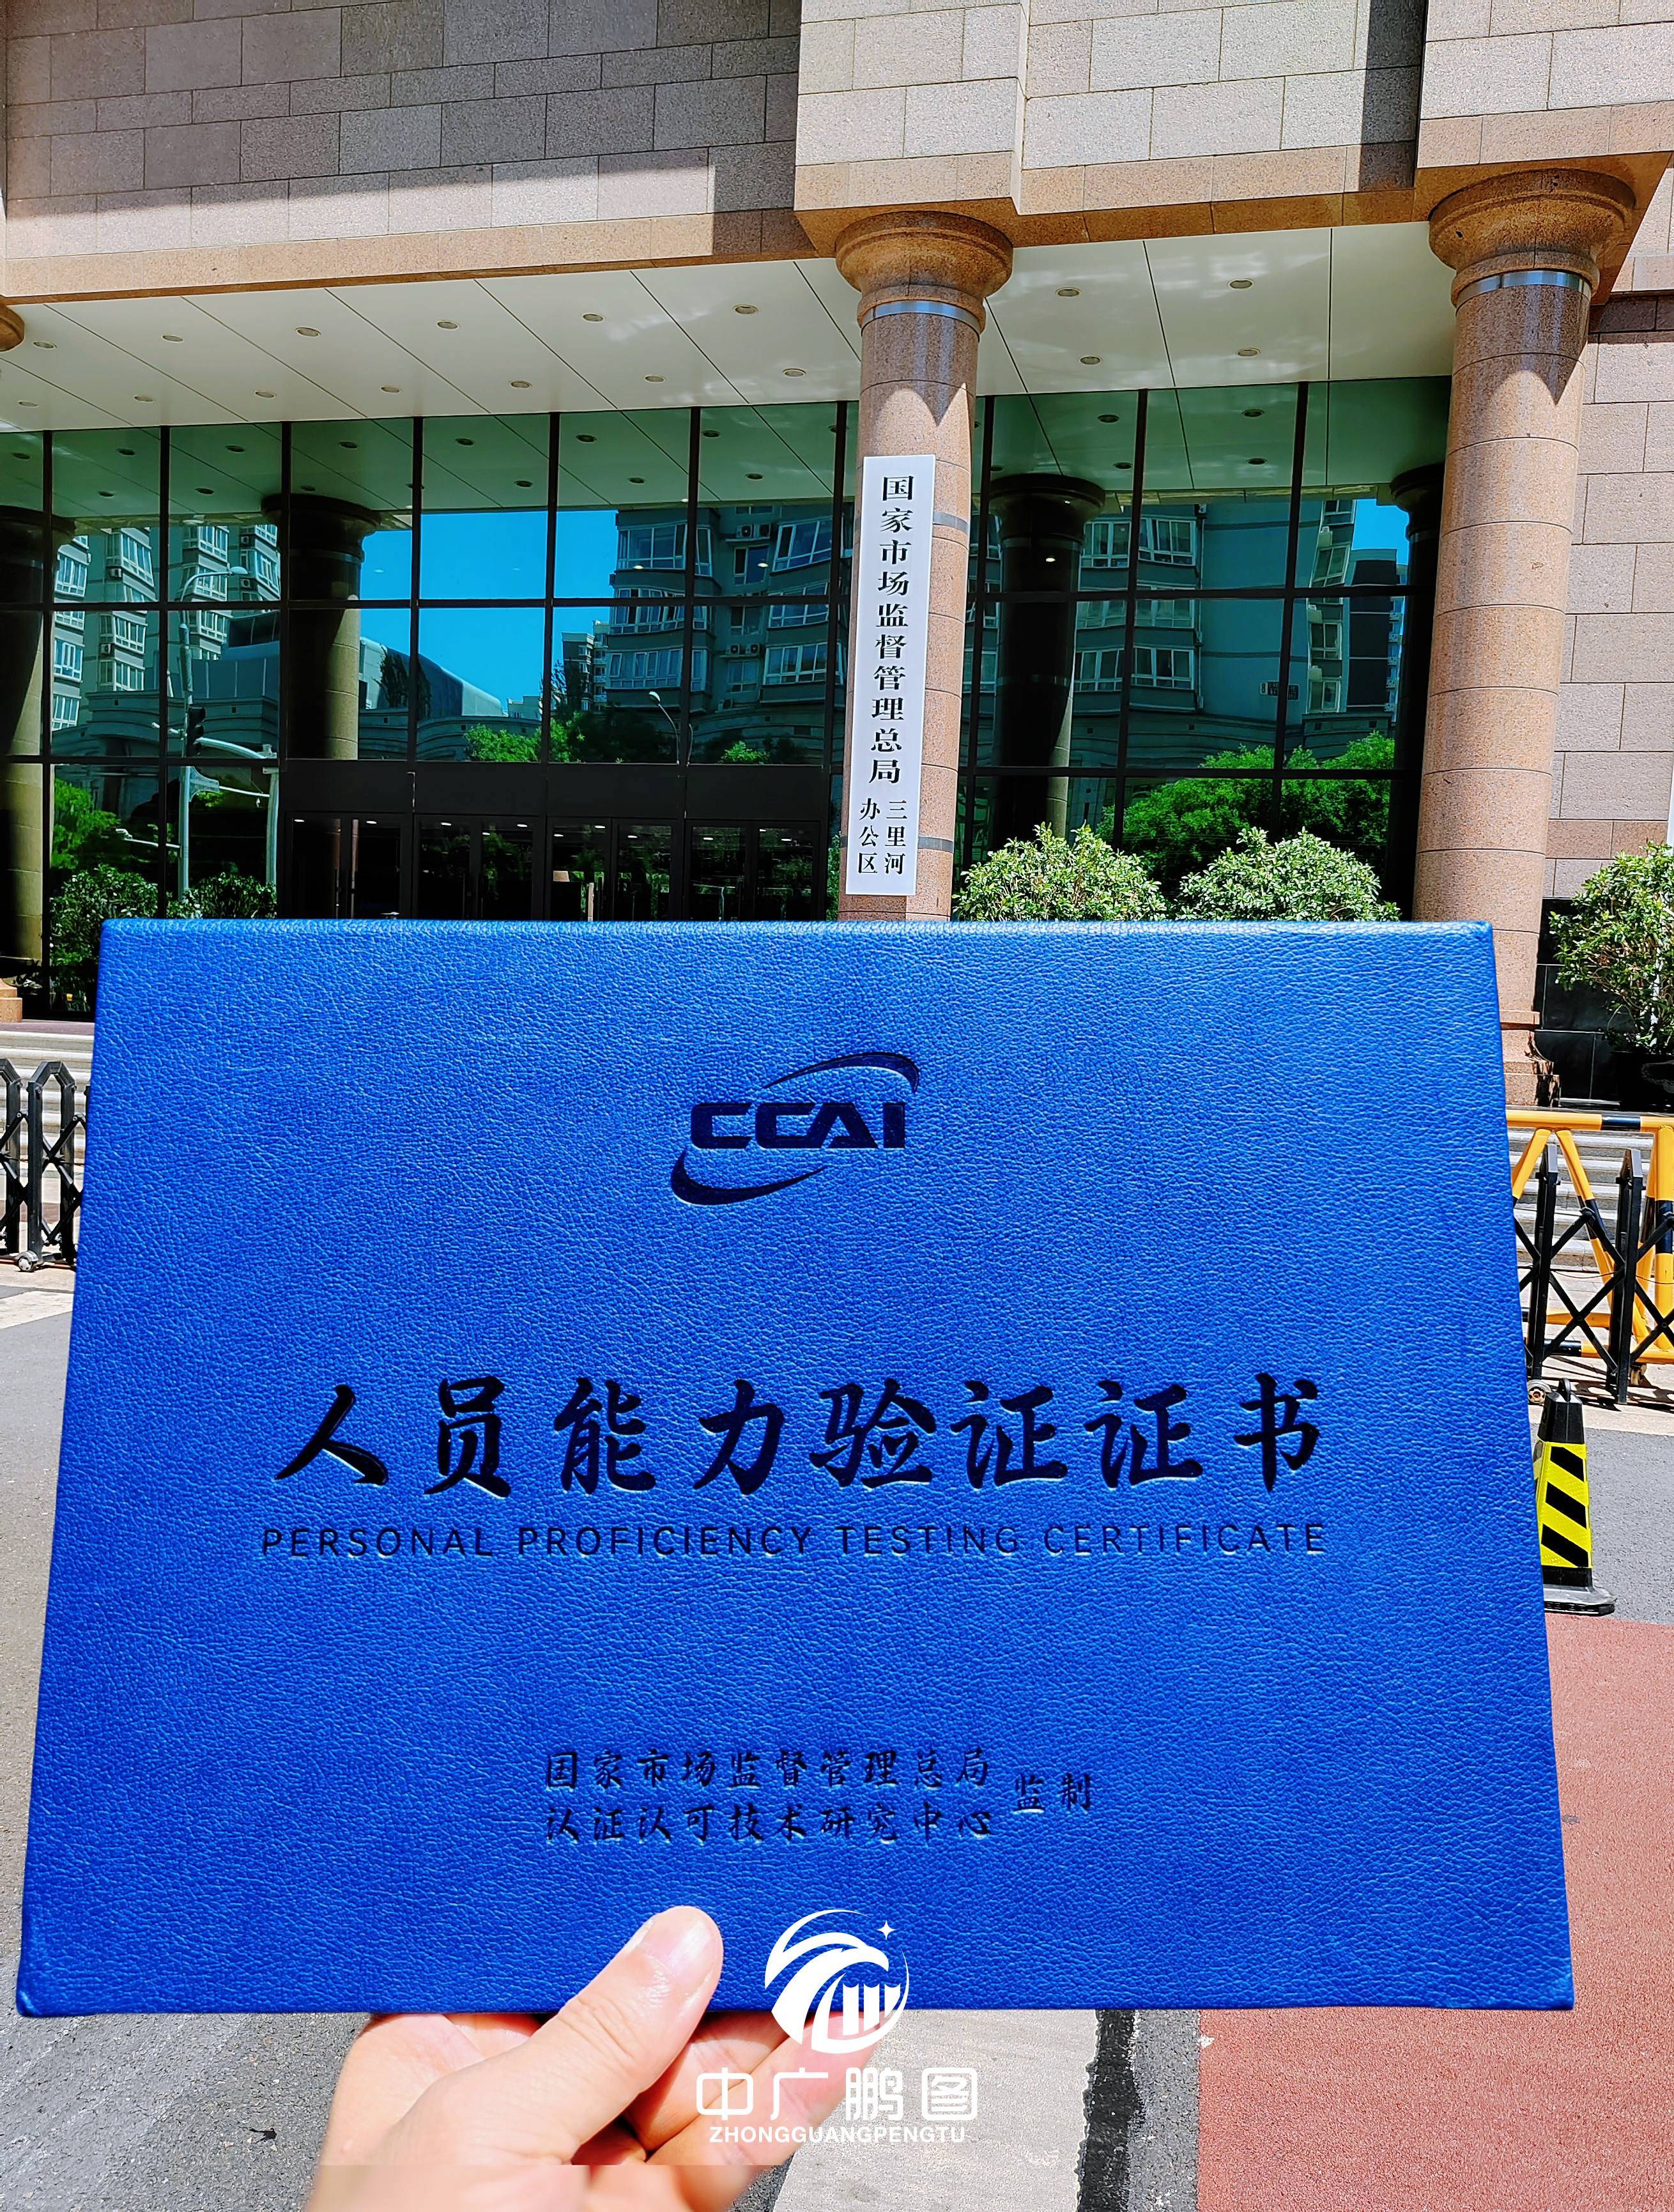 国家市场监督管理总局
三里河
办公区
CCAI
人员能力验证证书
PERSONAL PROFICIENCY TESTING CERTIFICATE
国家市场监督管理总局
认证认可技术研究中心
监制
中广鹏图
ZHONGGUANGPENGTU